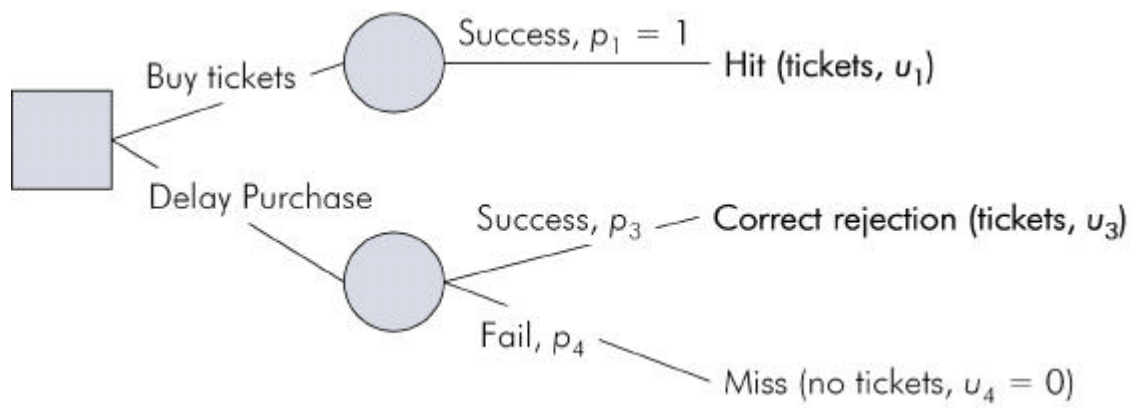 Success, p₁ = 1
Buy tickets
Hit (tickets, u₁)
Delay Purchase
Success, p₃
Correct rejection (tickets, u₃)
Fail, p₄
Miss (no tickets, u₄ = 0)